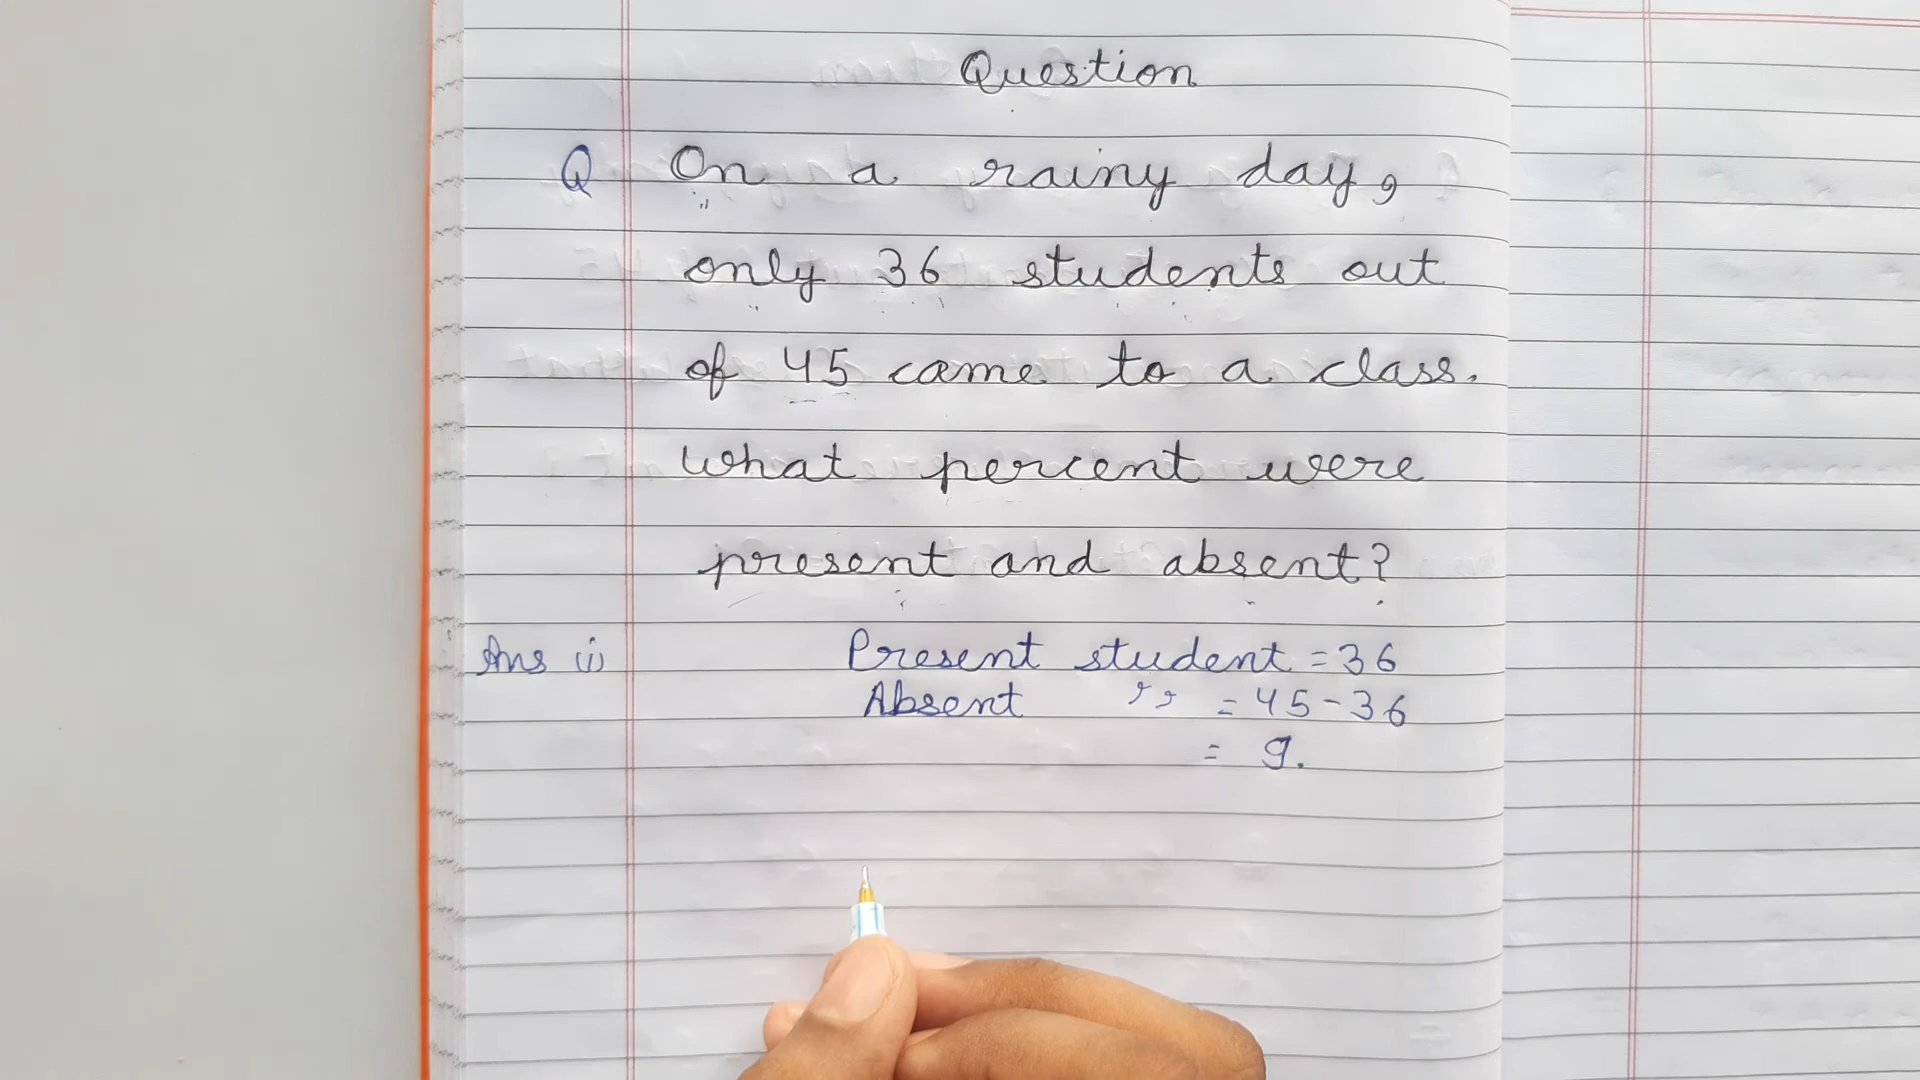 Question
Q On a rainy day,
only 36 students out
of 45 came to a class.
What percent were
present and absent?
Ans (i) Present student = 36
Absent ,, = 45 - 36
= 9.